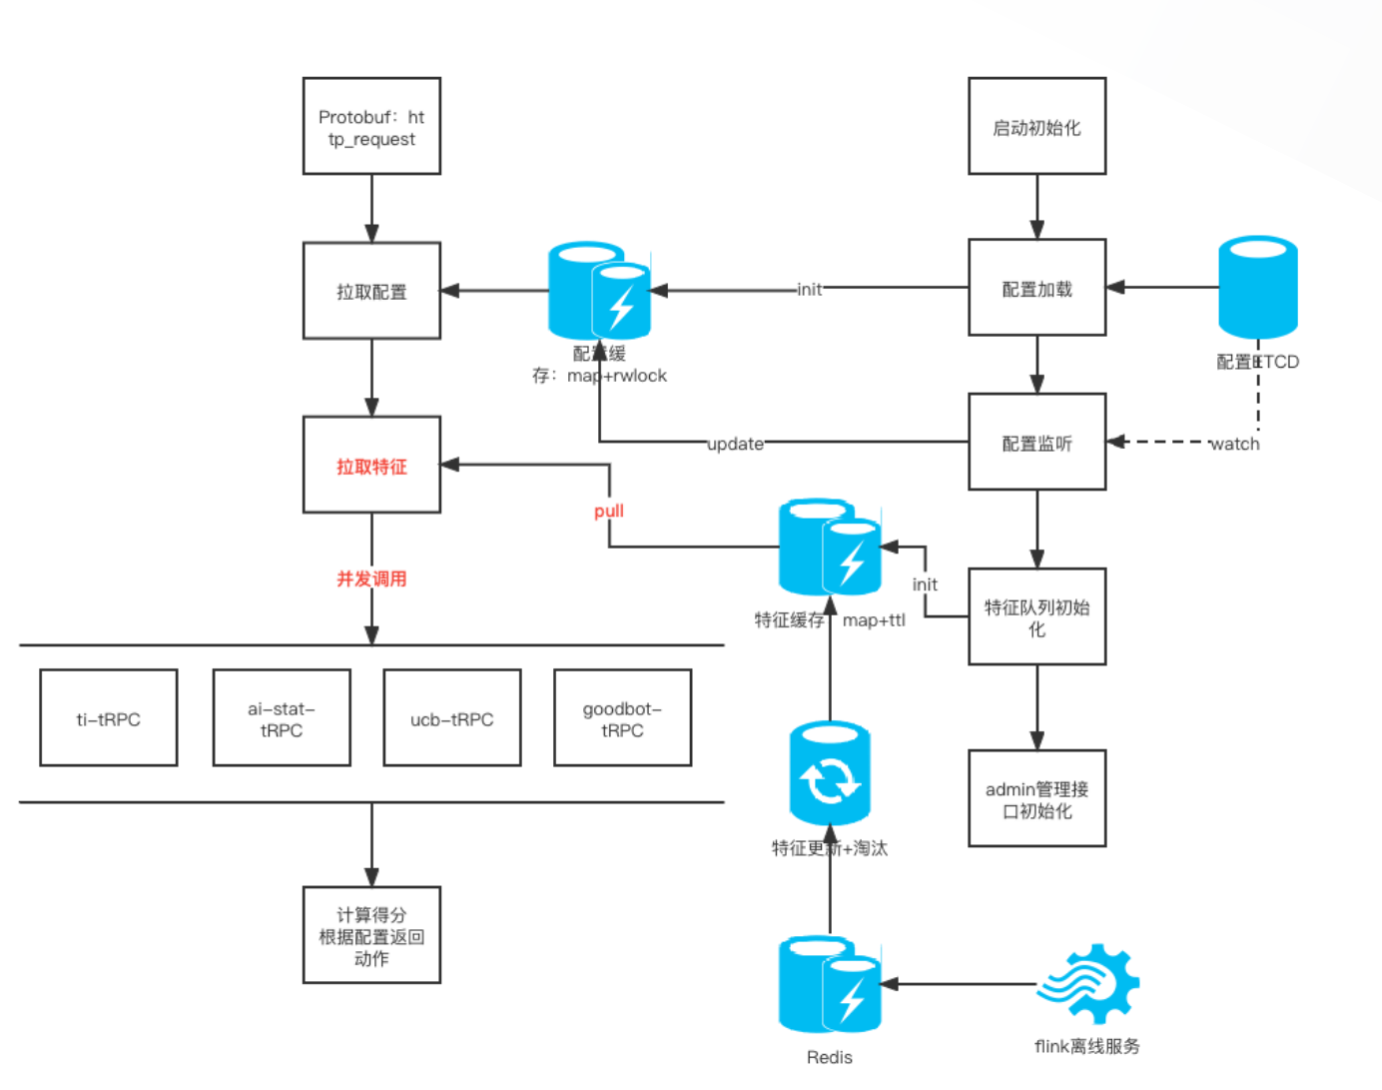 Protobuf：ht
tp_request
启动初始化
拉取配置
init
配置加载
配置缓
存：map+rwlock
配置ETCD
拉取特征
update
配置监听
watch
pull
并发调用
init
特征缓存 map+ttl
特征队列初始
化
ti-tRPC
ai-stat-
tRPC
ucb-tRPC
goodbot-
tRPC
admin管理接
口初始化
特征更新+淘汰
计算得分
根据配置返回
动作
Redis
flink离线服务